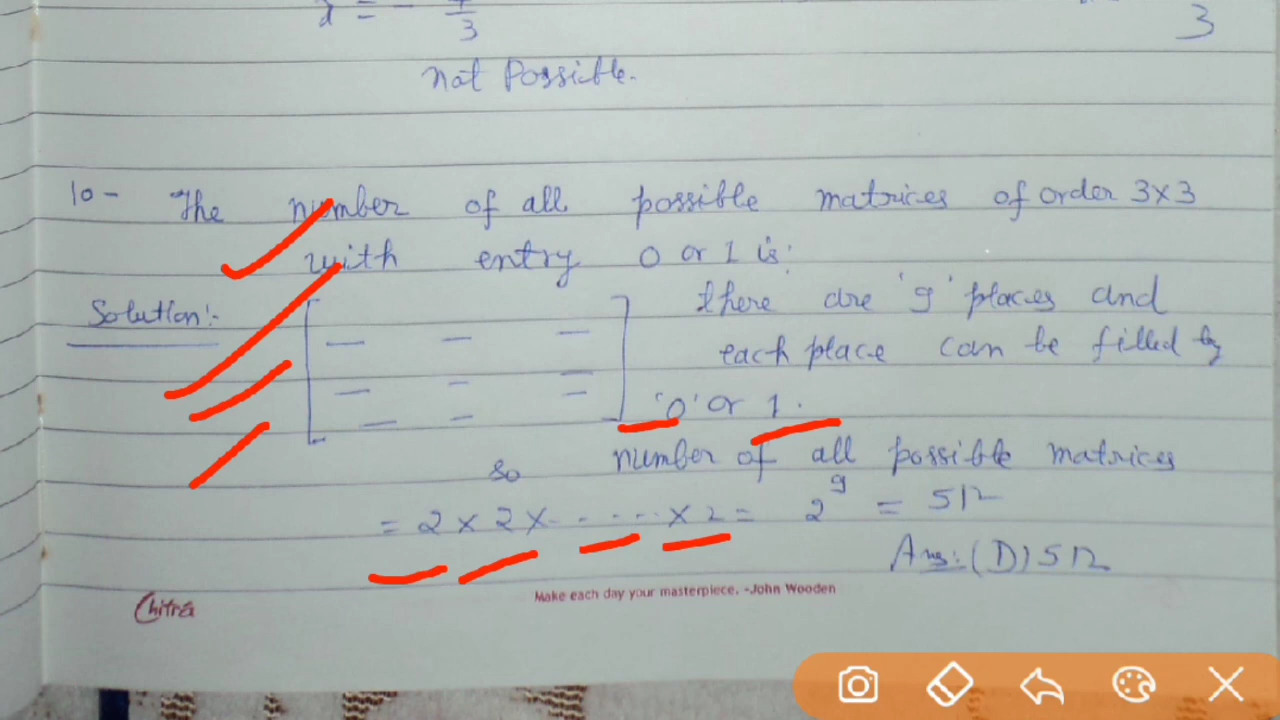 = - 3
3
not Possible.
10- The number of all possible matrices of order 3x3
with entry 0 or 1 is:
Solution:-
there are '9' places and
each place can be filled by
'0' or 1.
so number of all possible matrices
= 2 x 2 x - - - - - x 2 = 2^9 = 512
Ans:(D) 512
Chitra
Make each day your masterpiece. -John Wooden